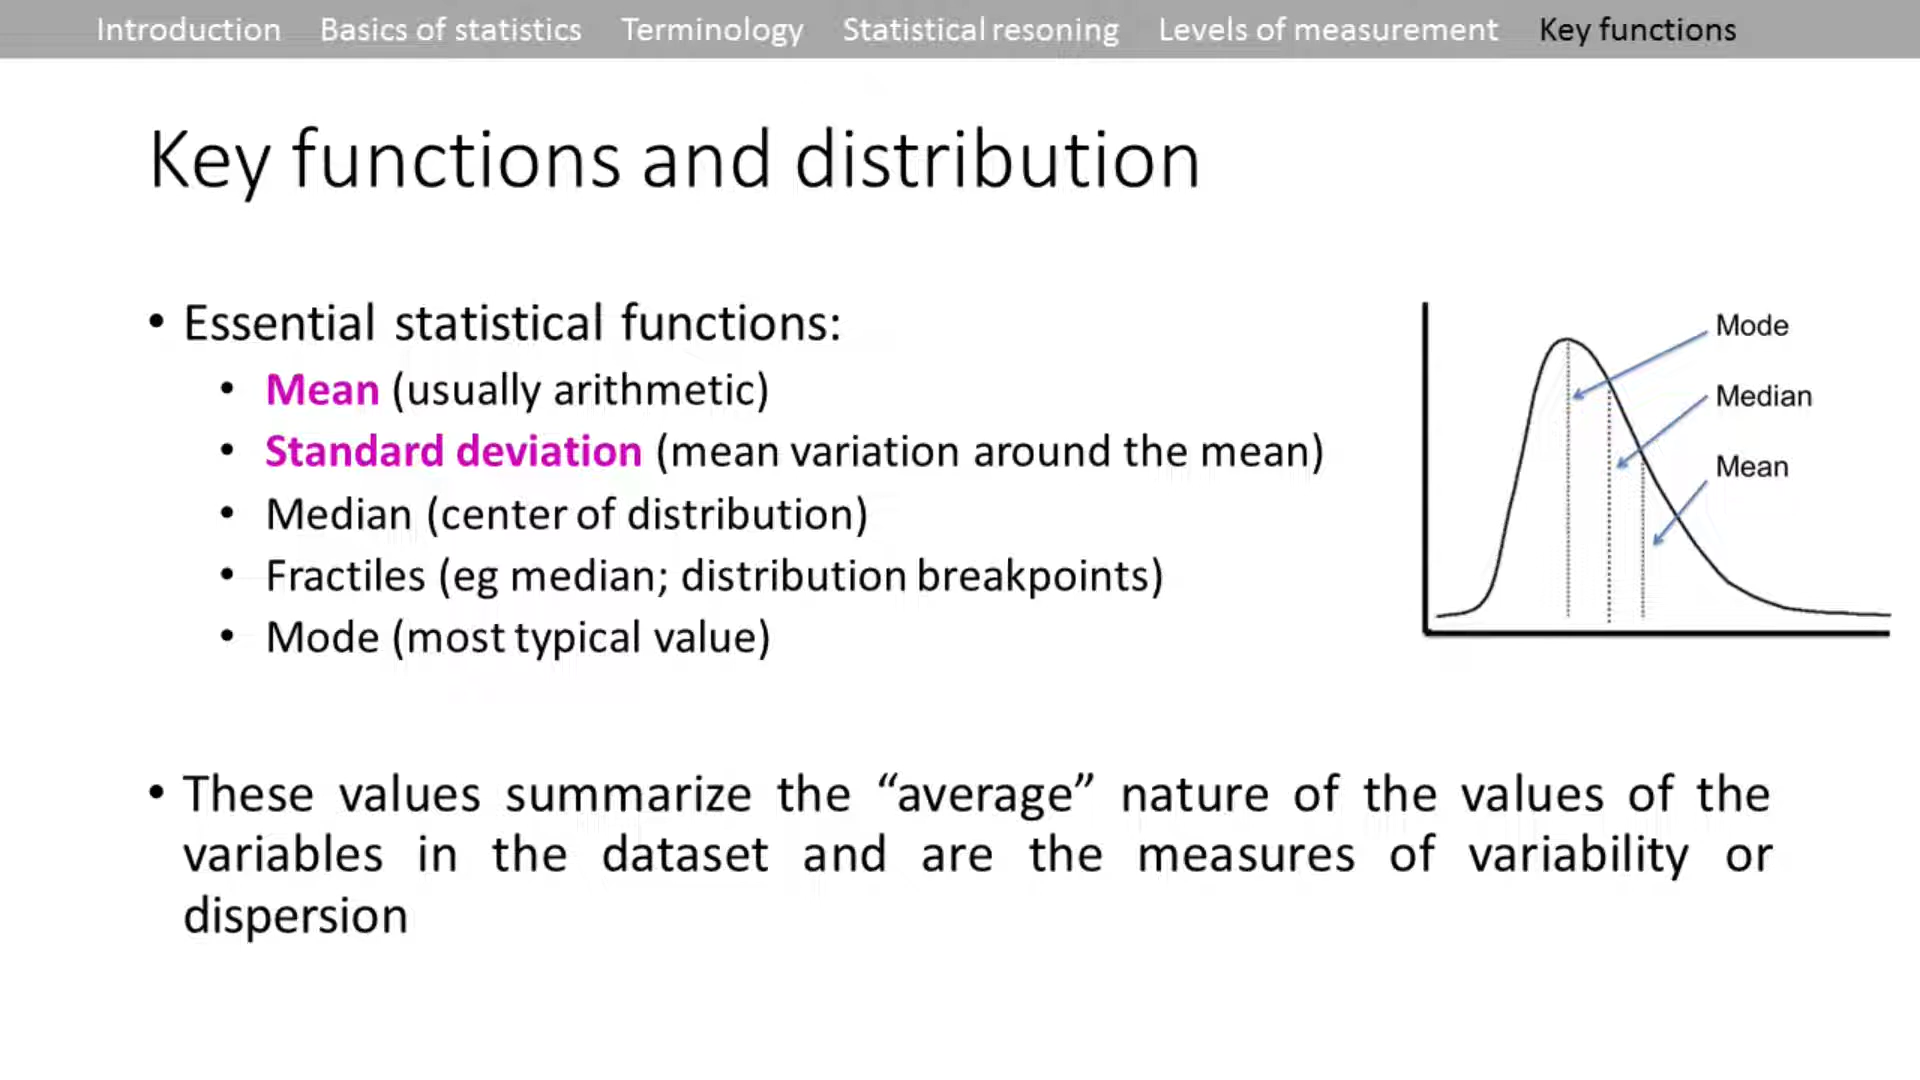 Introduction Basics of statistics Terminology Statistical resoning Levels of measurement Key functions
Key functions and distribution
• Essential statistical functions:
• Mean (usually arithmetic)
• Standard deviation (mean variation around the mean)
• Median (center of distribution)
• Fractiles (eg median; distribution breakpoints)
• Mode (most typical value)
Mode
Median
Mean
• These values summarize the “average” nature of the values of the
variables in the dataset and are the measures of variability or
dispersion